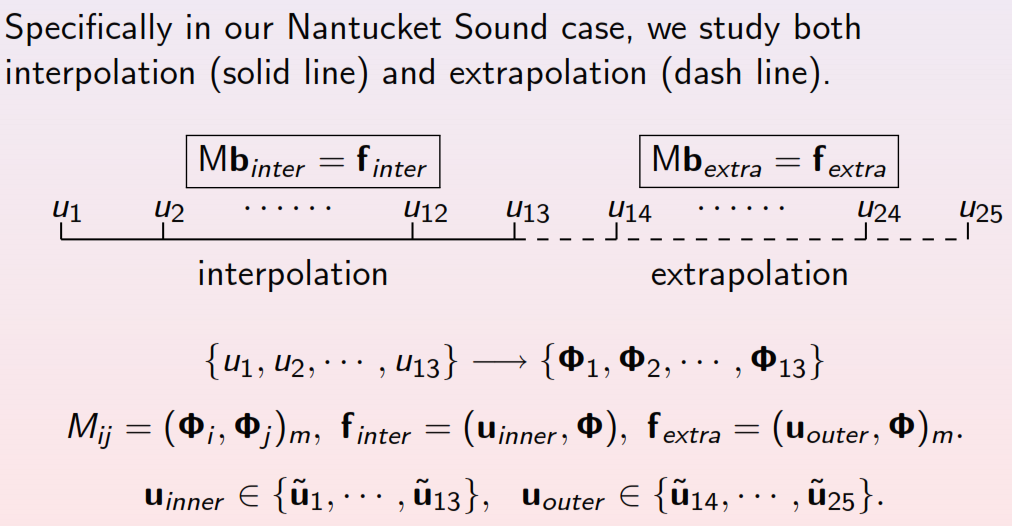 Specifically in our Nantucket Sound case, we study both
interpolation (solid line) and extrapolation (dash line).
M𝐛_inter = 𝐟_inter M𝐛_extra = 𝐟_extra
u₁ u₂ ······ u₁₂ u₁₃ u₁₄ ······ u₂₄ u₂₅
interpolation extrapolation
{u₁, u₂, ··· , u₁₃} ⟶ {𝚽₁, 𝚽₂, ··· , 𝚽₁₃}
M_ij = (𝚽_i, 𝚽_j)_m, 𝐟_inter = (𝐮_inner, 𝚽), 𝐟_extra = (𝐮_outer, 𝚽)_m.
𝐮_inner ∈ {𝐮̃₁, ··· , 𝐮̃₁₃}, 𝐮_outer ∈ {𝐮̃₁₄, ··· , 𝐮̃₂₅}.